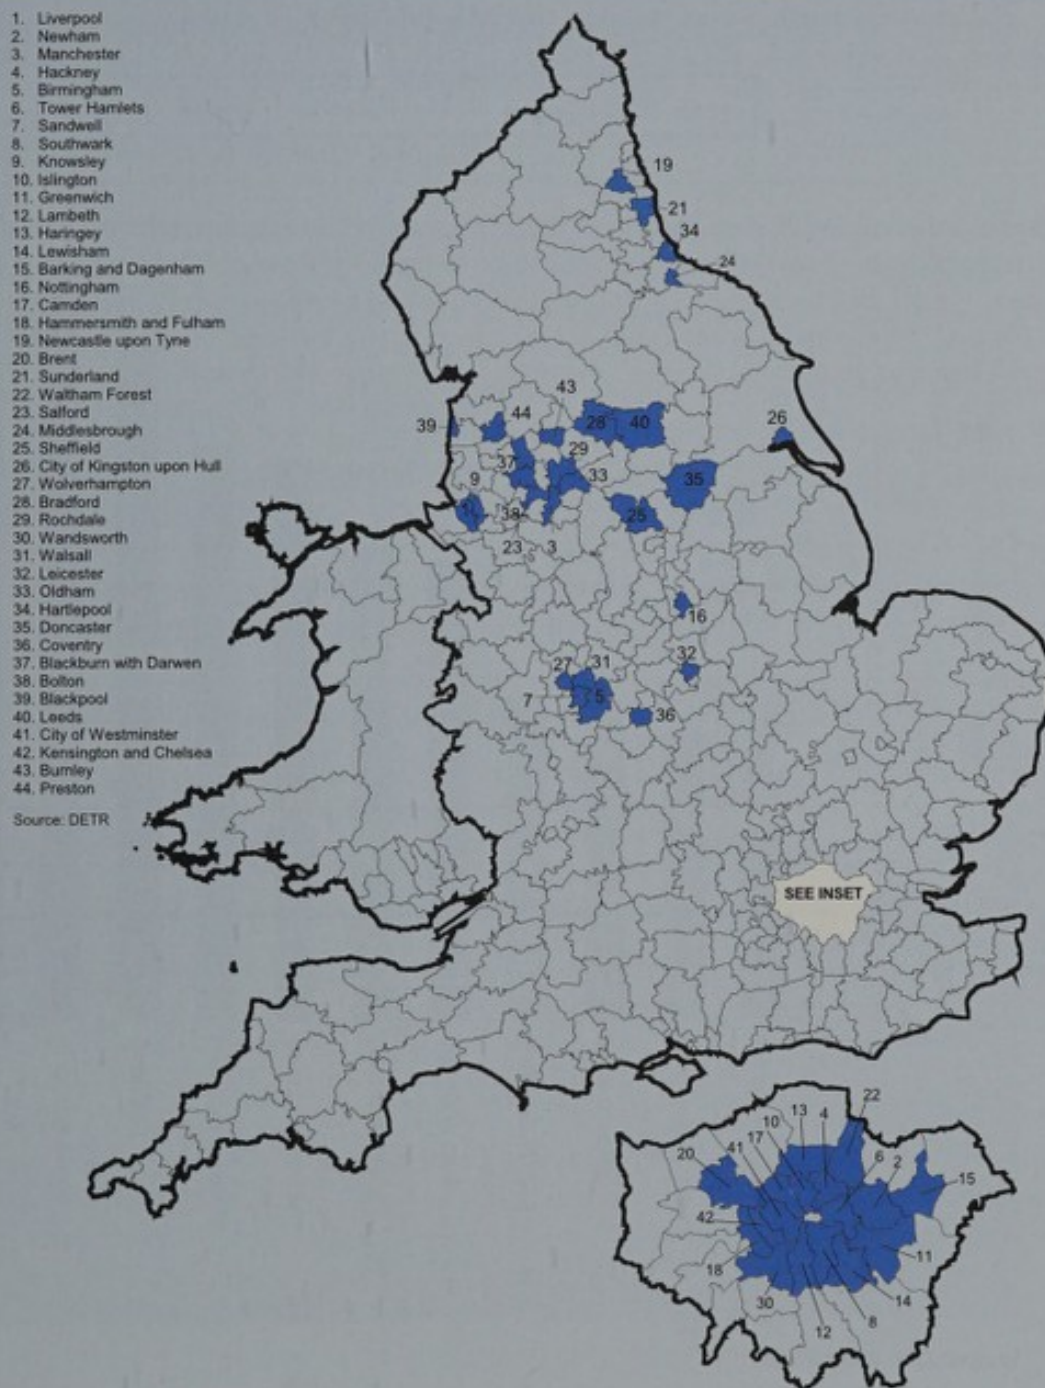 1. Liverpool
2. Newham
3. Manchester
4. Hackney
5. Birmingham
6. Tower Hamlets
7. Sandwell
8. Southwark
9. Knowsley
10. Islington
11. Greenwich
12. Lambeth
13. Haringey
14. Lewisham
15. Barking and Dagenham
16. Nottingham
17. Camden
18. Hammersmith and Fulham
19. Newcastle upon Tyne
20. Brent
21. Sunderland
22. Waltham Forest
23. Salford
24. Middlesbrough
25. Sheffield
26. City of Kingston upon Hull
27. Wolverhampton
28. Bradford
29. Rochdale
30. Wandsworth
31. Walsall
32. Leicester
33. Oldham
34. Hartlepool
35. Doncaster
36. Coventry
37. Blackburn with Darwen
38. Bolton
39. Blackpool
40. Leeds
41. City of Westminster
42. Kensington and Chelsea
43. Burnley
44. Preston
Source: DETR
19
21
34
24
43
44
39
28 40
26
29
37
9
33
35
1
38
25
23 3
16
32
27 31
7
5
36
SEE INSET
22
13 4
10
17
41
20
6 2
15
42
11
18
14
30
8
12